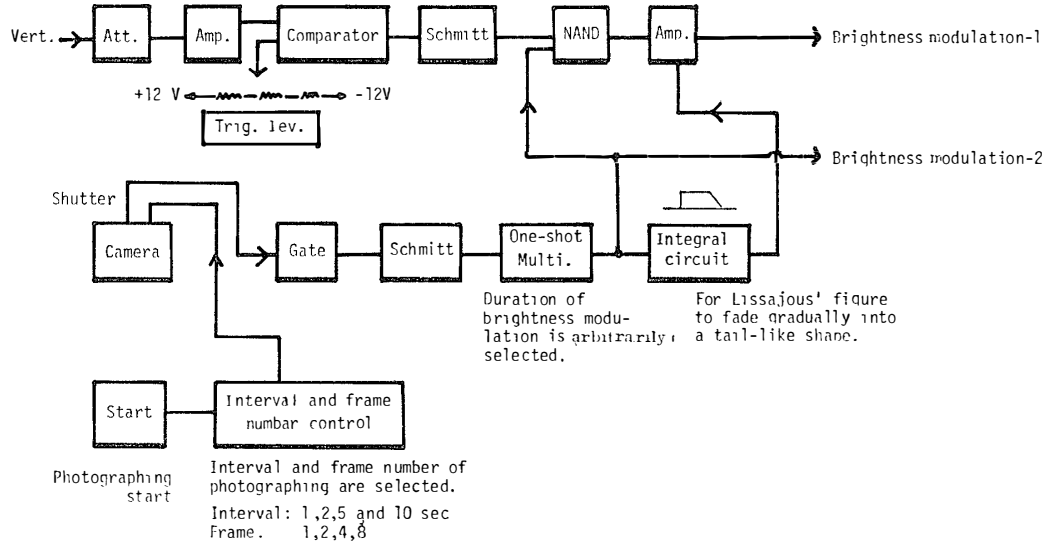 Vert.
Att.
Amp.
Comparator
Schmitt
NAND
Amp.
Brightness modulation-1
+12 V
-12V
Trig. lev.
Brightness modulation-2
Shutter
Camera
Gate
Schmitt
One-shot
Multi.
Integral
circuit
Duration of
brightness modu-
lation is arbitrarily
selected.
For Lissajous' figure
to fade gradually into
a tail-like shape.
Start
Interval and frame
numbar control
Photographing
start
Interval and frame number of
photographing are selected.
Interval: 1,2,5 and 10 sec
Frame. 1,2,4,8